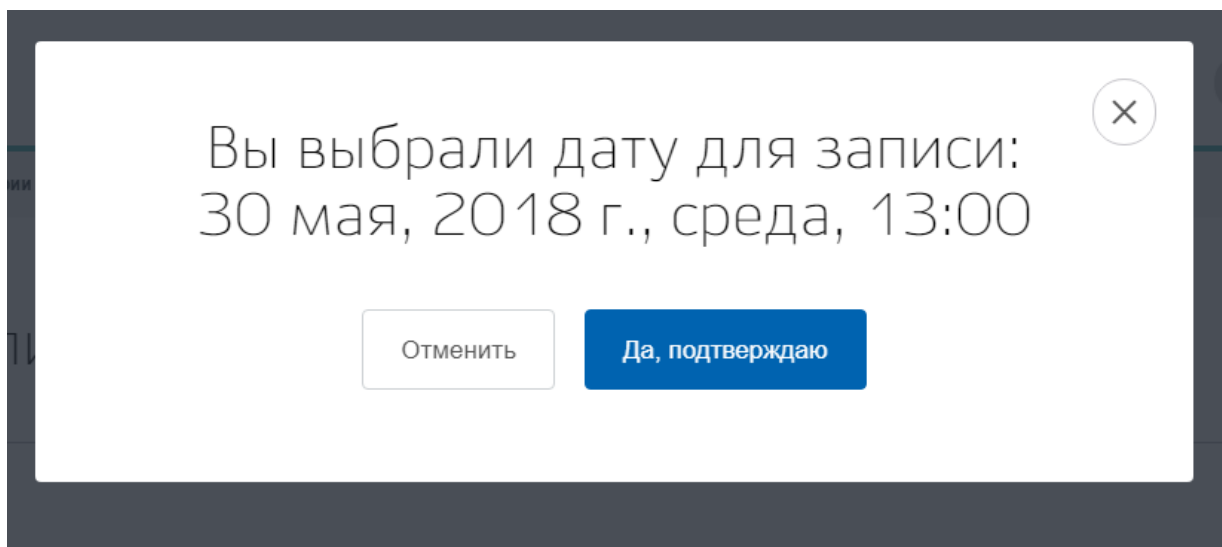 Вы выбрали дату для записи:
30 мая, 2018 г., среда, 13:00
Отменить
Да, подтверждаю